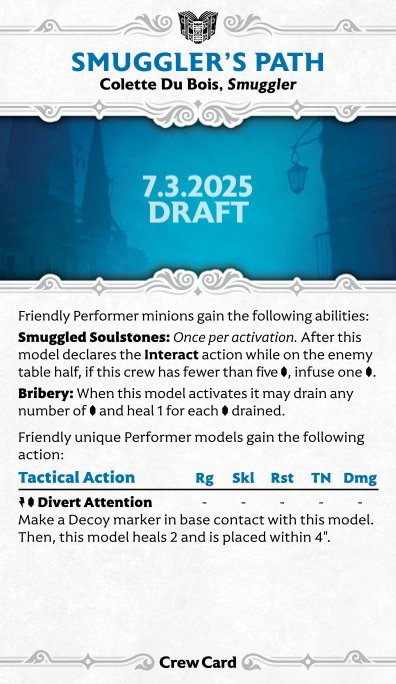 SMUGGLER'S PATH
Colette Du Bois, Smuggler
7.3.2025
DRAFT
Friendly Performer minions gain the following abilities:
Smuggled Soulstones: Once per activation. After this
model declares the Interact action while on the enemy
table half, if this crew has fewer than five , infuse one .
Bribery: When this model activates it may drain any
number of and heal 1 for each drained.
Friendly unique Performer models gain the following
action:
Tactical Action Rg Skl Rst TN Dmg
Divert Attention - - - - -
Make a Decoy marker in base contact with this model.
Then, this model heals 2 and is placed within 4".
Crew Card